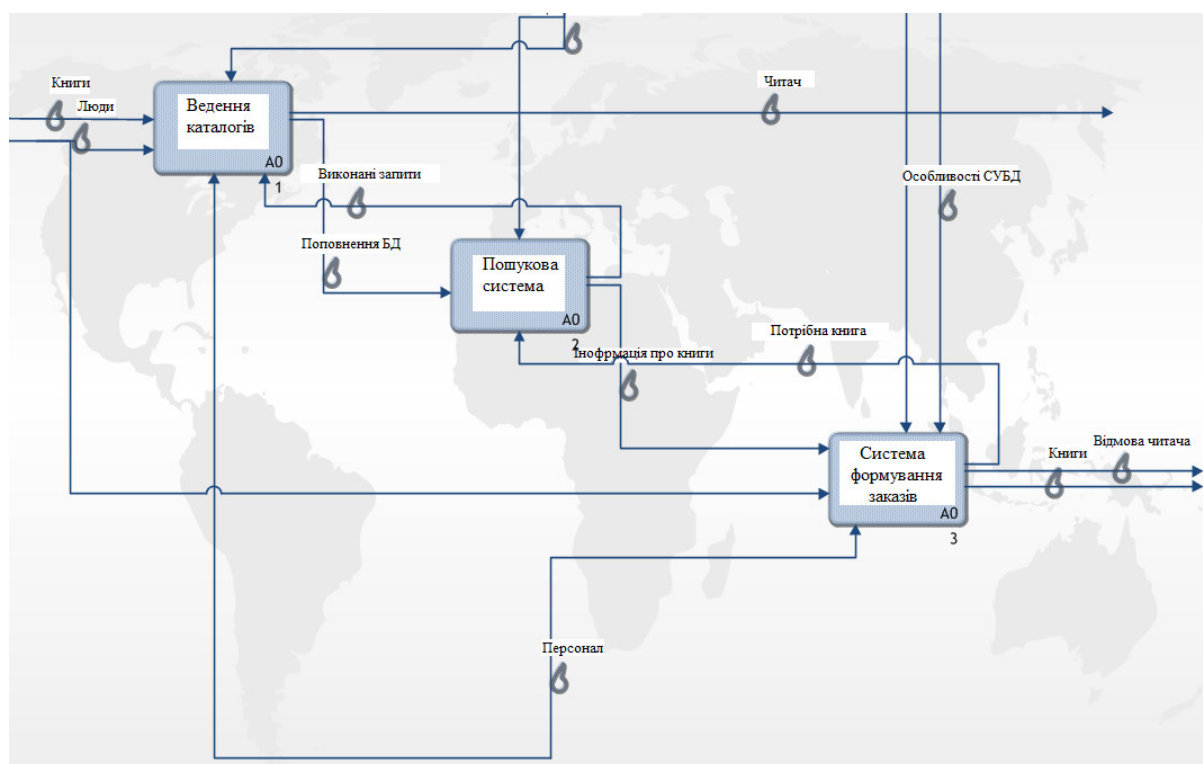 Книги
Люди
Ведення
каталогів
A0
1
Читач
Виконані запити
Особливості СУБД
Поповнення БД
Пошукова
система
A0
2
Потрібна книга
Інофрмація про книги
Система
формування
заказів
A0
3
Книги
Відмова читача
Персонал